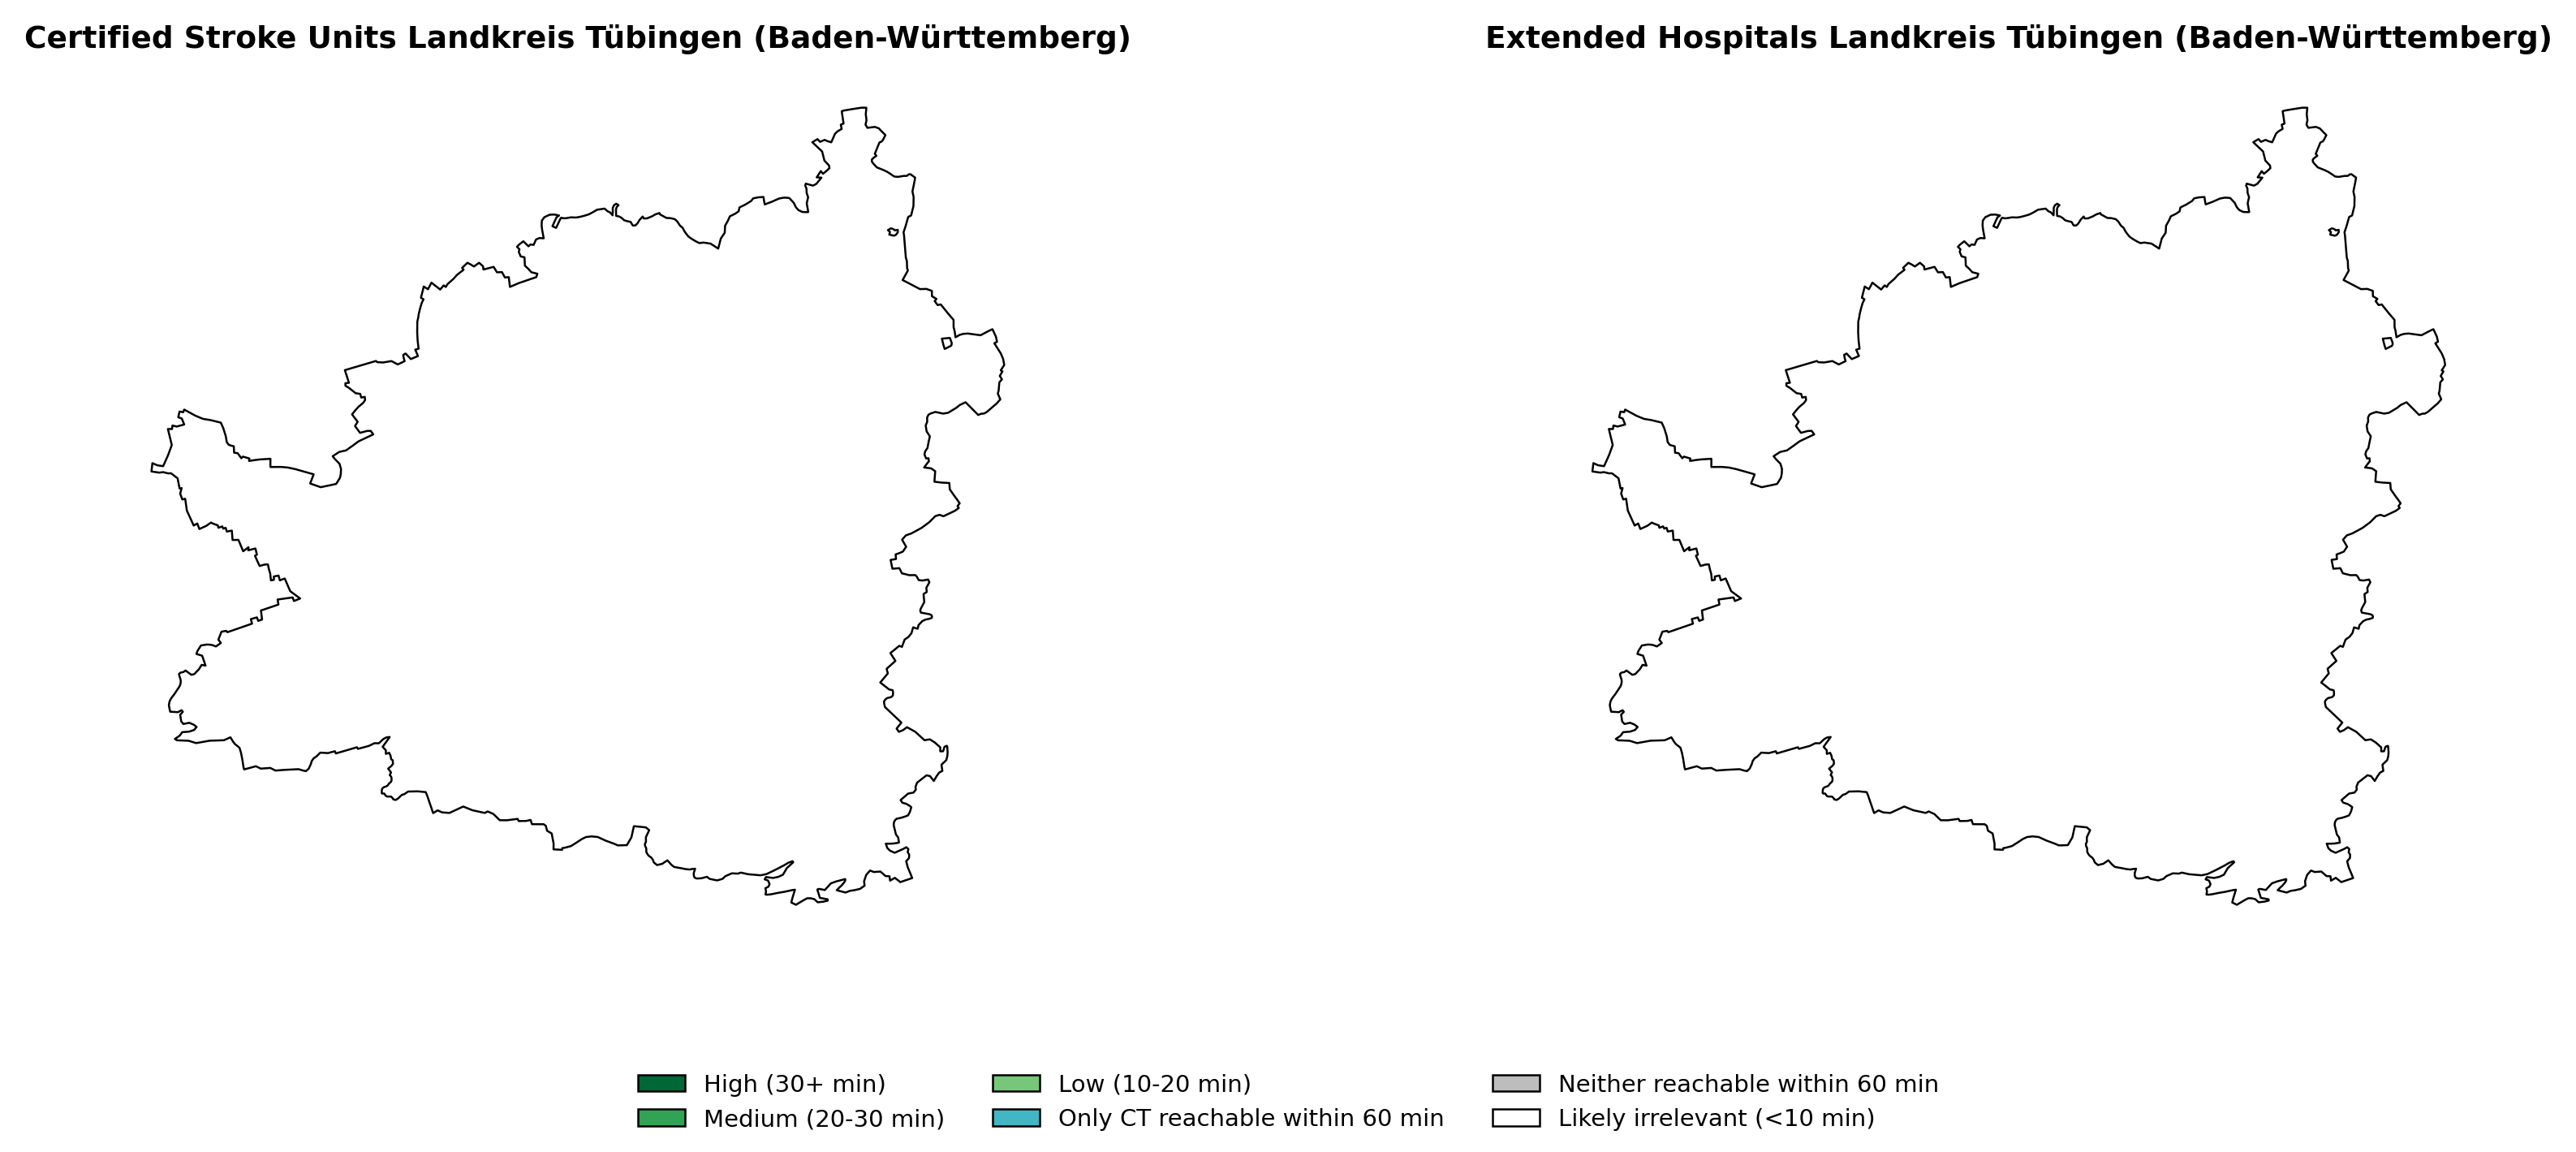 Certified Stroke Units Landkreis Tübingen (Baden-Württemberg)
Extended Hospitals Landkreis Tübingen (Baden-Württemberg)
High (30+ min)
Medium (20-30 min)
Low (10-20 min)
Only CT reachable within 60 min
Neither reachable within 60 min
Likely irrelevant (<10 min)